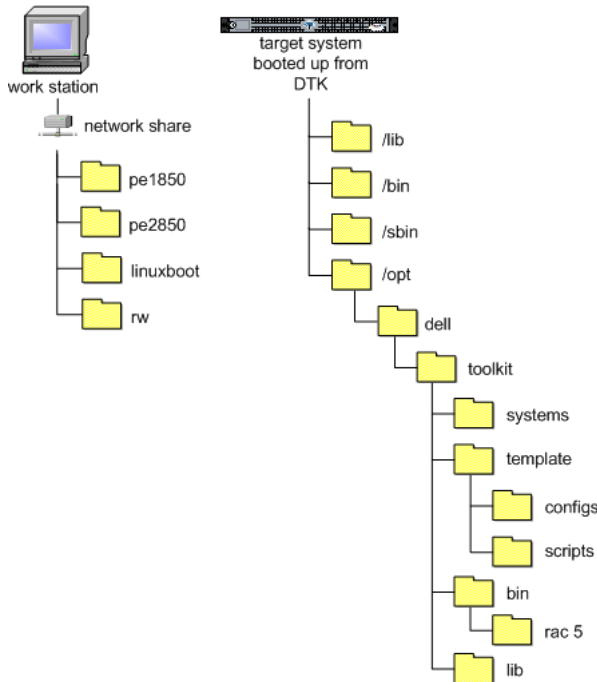 work station
network share
pe1850
pe2850
linuxboot
rw
target system
booted up from
DTK
/lib
/bin
/sbin
/opt
dell
toolkit
systems
template
configs
scripts
bin
rac 5
lib